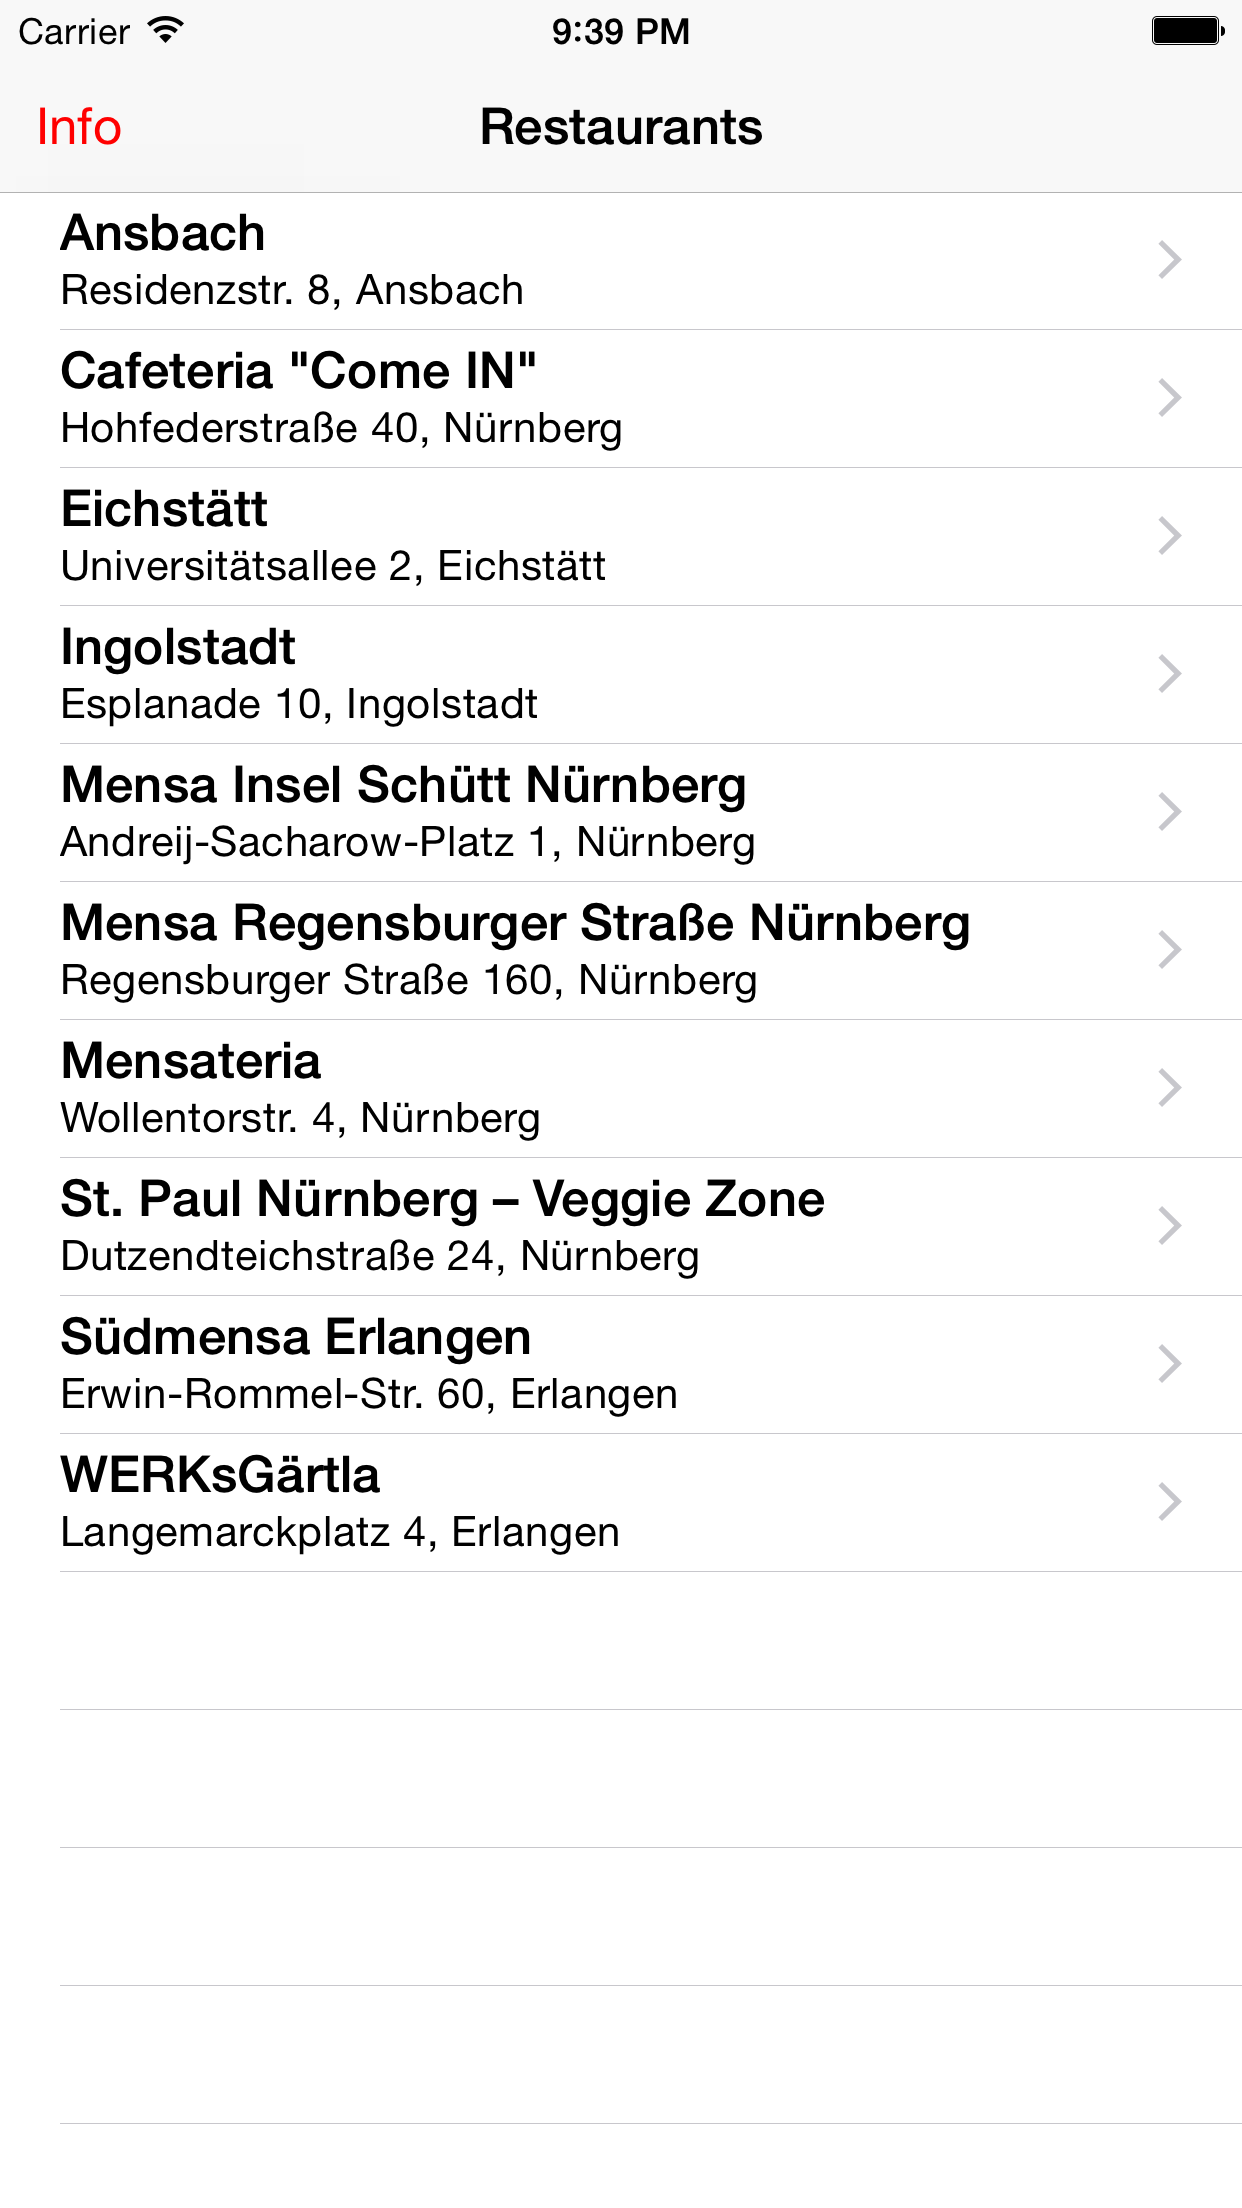 Carrier 9:39 PM
Info Restaurants
Ansbach
Residenzstr. 8, Ansbach
Cafeteria "Come IN"
Hohfederstraße 40, Nürnberg
Eichstätt
Universitätsallee 2, Eichstätt
Ingolstadt
Esplanade 10, Ingolstadt
Mensa Insel Schütt Nürnberg
Andreij-Sacharow-Platz 1, Nürnberg
Mensa Regensburger Straße Nürnberg
Regensburger Straße 160, Nürnberg
Mensateria
Wollentorstr. 4, Nürnberg
St. Paul Nürnberg – Veggie Zone
Dutzendteichstraße 24, Nürnberg
Südmensa Erlangen
Erwin-Rommel-Str. 60, Erlangen
WERKsGärtla
Langemarckplatz 4, Erlangen